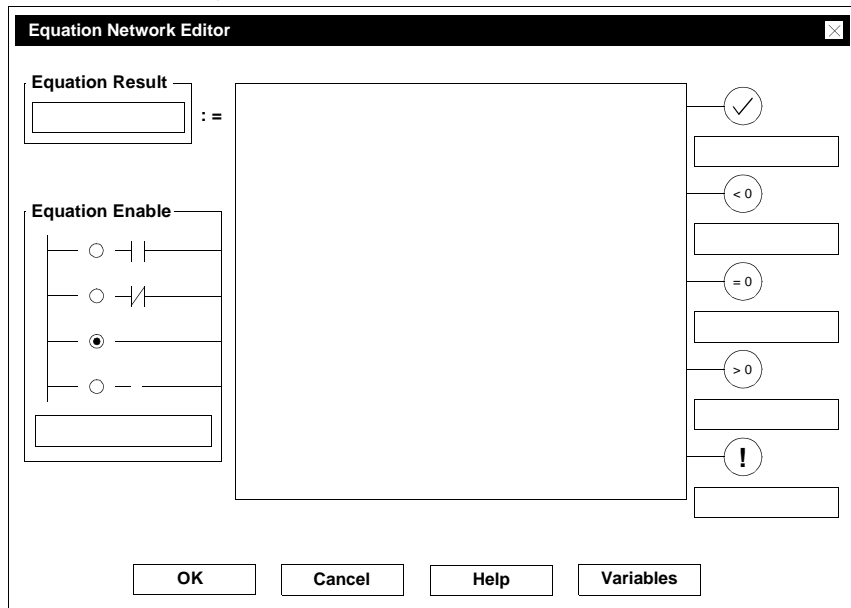 Equation Network Editor
Equation Result
: =
Equation Enable
< 0
= 0
> 0
!
OK
Cancel
Help
Variables